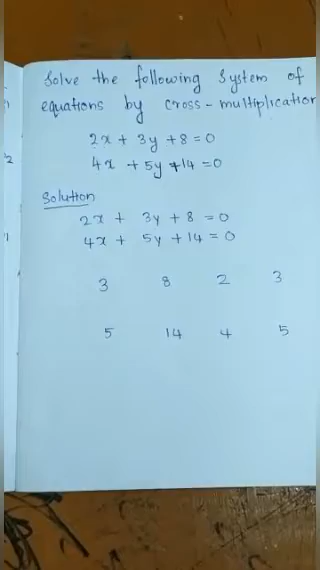 Solve the following System of
equations by Cross-multiplication
2x + 3y + 8 = 0
4x + 5y + 14 = 0
Solution
2x + 3y + 8 = 0
4x + 5y + 14 = 0
3 8 2 3
5 14 4 5